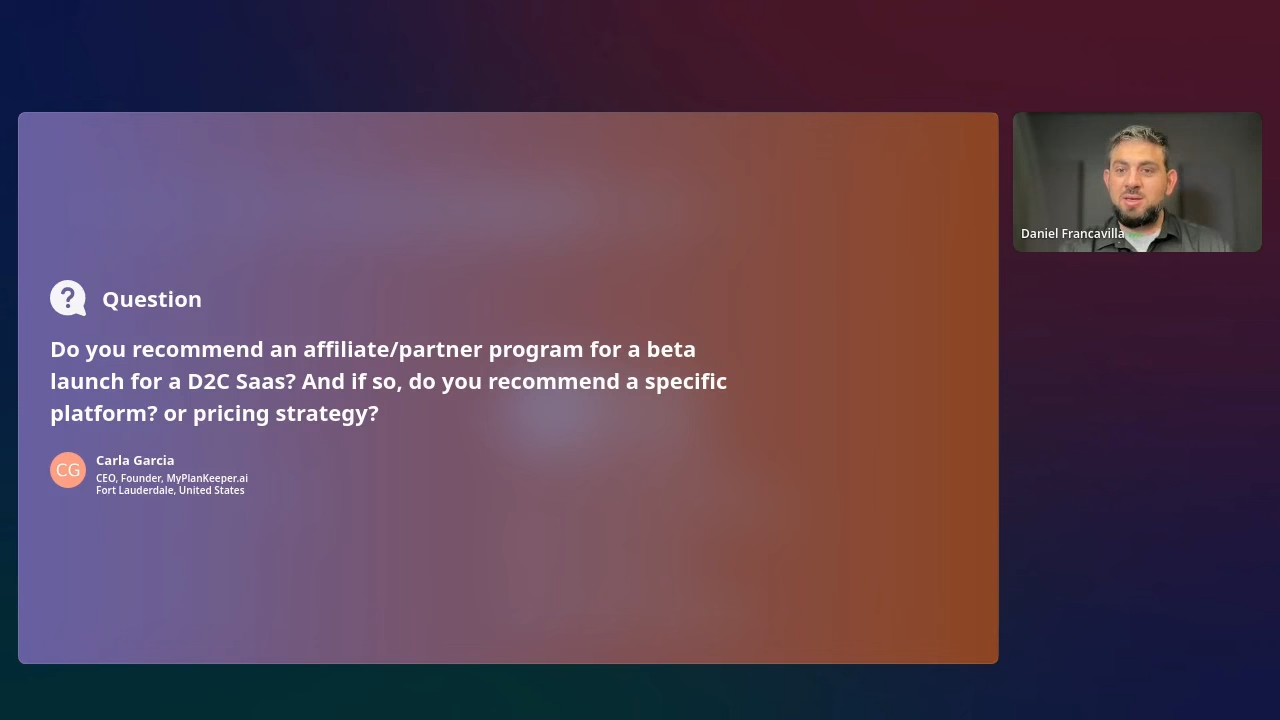 Question
Do you recommend an affiliate/partner program for a beta
launch for a D2C Saas? And if so, do you recommend a specific
platform? or pricing strategy?
CG
Carla Garcia
CEO, Founder, MyPlanKeeper.ai
Fort Lauderdale, United States
Daniel Francavilla